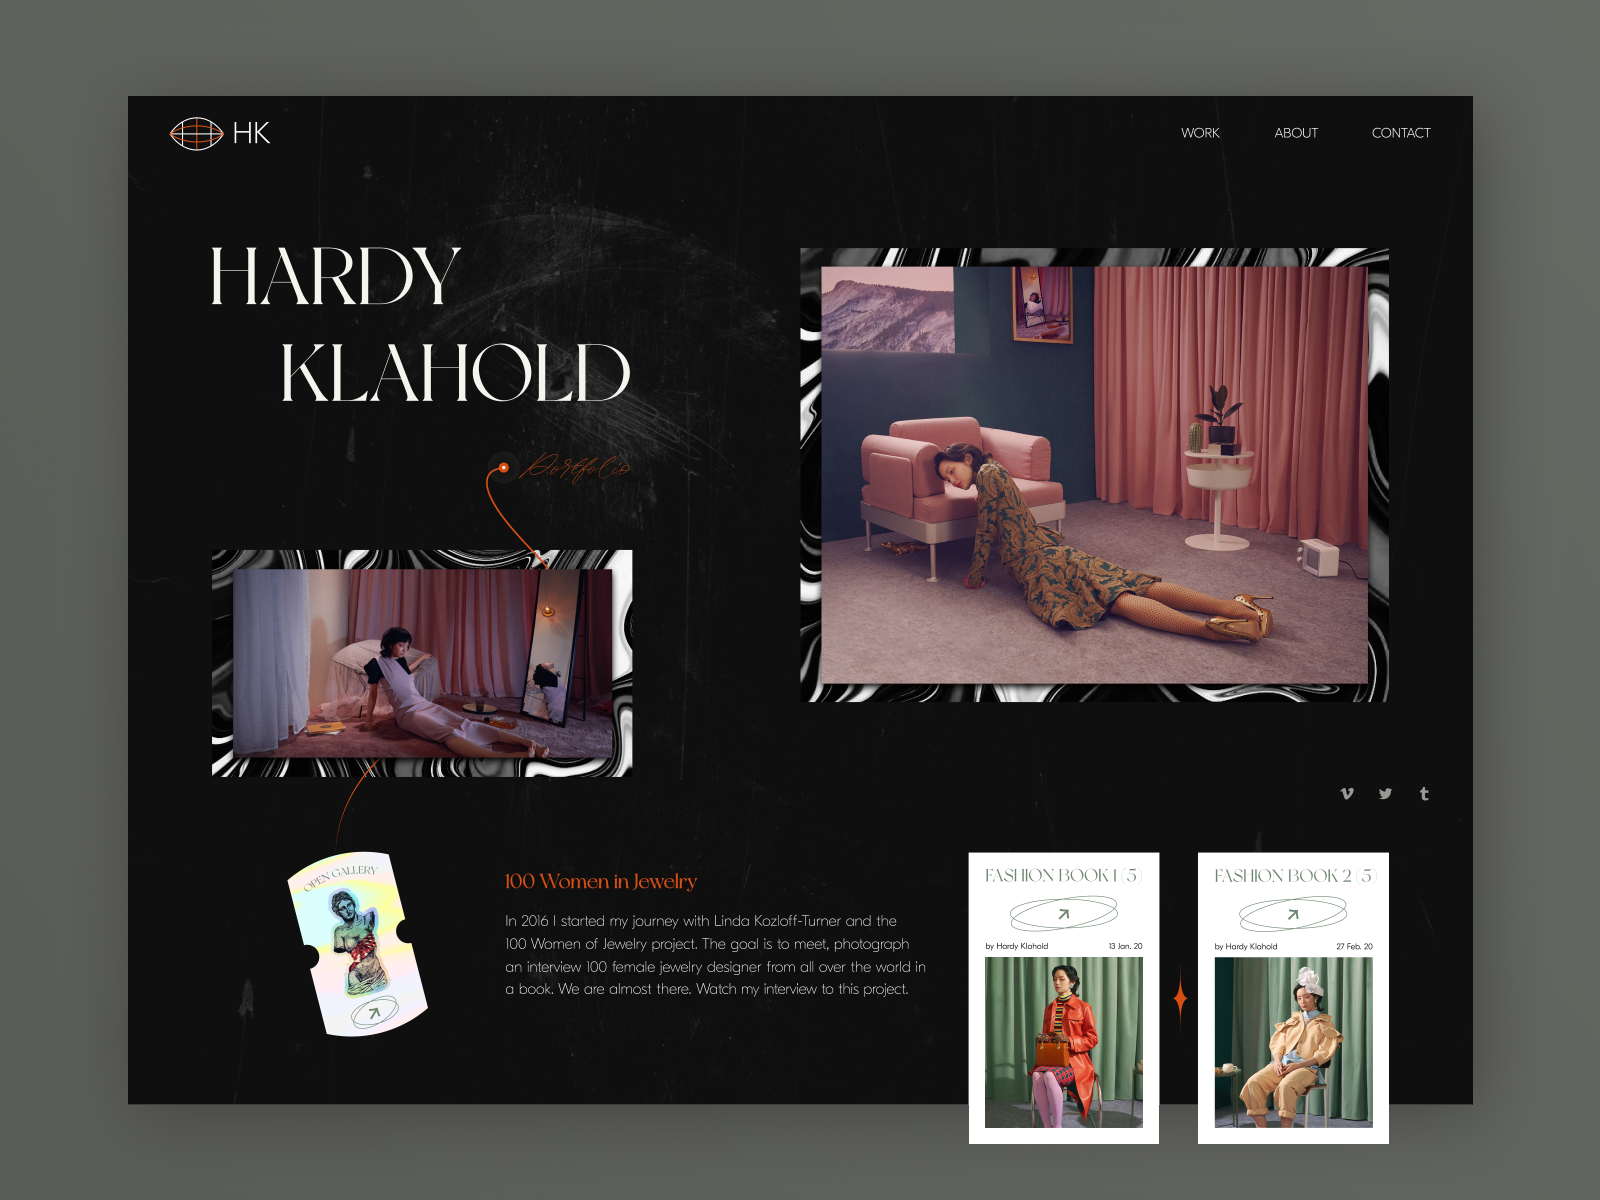 HK
WORK
ABOUT
CONTACT
HARDY
KLAHOLD
Portfolio
OPEN GALLERY
100 Women in Jewelry
In 2016 I started my journey with Linda Kozloff-Turner and the
100 Women of Jewelry project. The goal is to meet, photograph
an interview 100 female jewelry designer from all over the world in
a book. We are almost there. Watch my interview to this project.
FASHION BOOK 1 (5)
by Hardy Klahold
13 Jan. 20
FASHION BOOK 2 (5)
by Hardy Klahold
27 Feb. 20